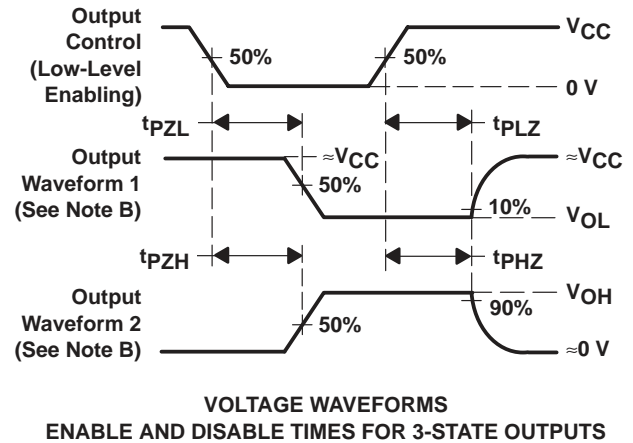 Output
Control
(Low-Level
Enabling)
50%
50%
VCC
0 V
tPZL
tPLZ
Output
Waveform 1
(See Note B)
≈VCC
50%
≈VCC
10%
VOL
tPZH
tPHZ
Output
Waveform 2
(See Note B)
50%
VOH
90%
≈0 V
VOLTAGE WAVEFORMS
ENABLE AND DISABLE TIMES FOR 3-STATE OUTPUTS